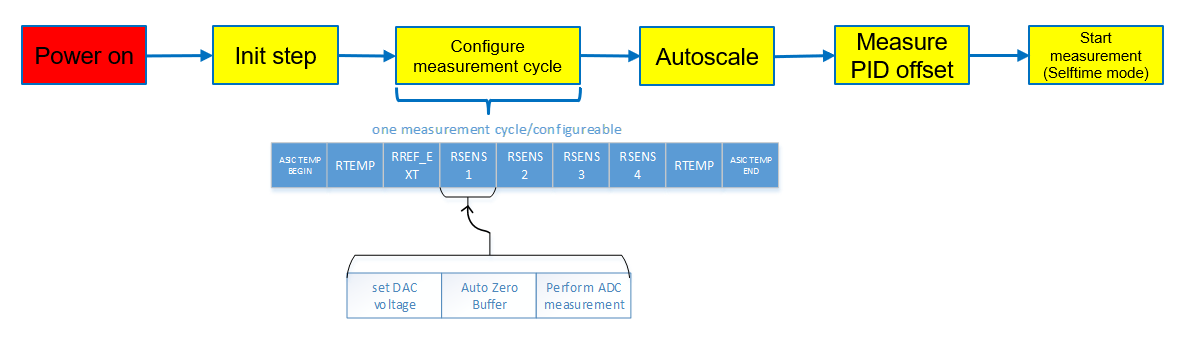 Power on
Init step
Configure
measurement cycle
Autoscale
Measure
PID offset
Start
measurement
(Selftime mode)
one measurement cycle/configureable
ASIC TEMP
BEGIN
RTEMP
RREF_E
XT
RSENS
1
RSENS
2
RSENS
3
RSENS
4
RTEMP
ASIC TEMP
END
set DAC
voltage
Auto Zero
Buffer
Perform ADC
measurement